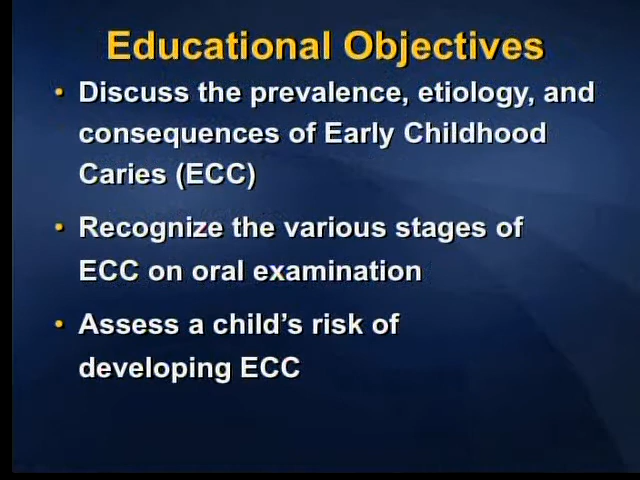 Educational Objectives
• Discuss the prevalence, etiology, and
consequences of Early Childhood
Caries (ECC)
• Recognize the various stages of
ECC on oral examination
• Assess a child's risk of
developing ECC